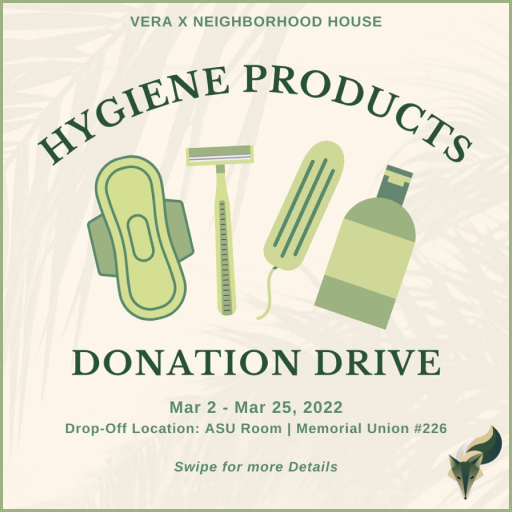 VERA X NEIGHBORHOOD HOUSE
HYGIENE PRODUCTS
DONATION DRIVE
Mar 2 - Mar 25, 2022
Drop-Off Location: ASU Room | Memorial Union #226
Swipe for more Details